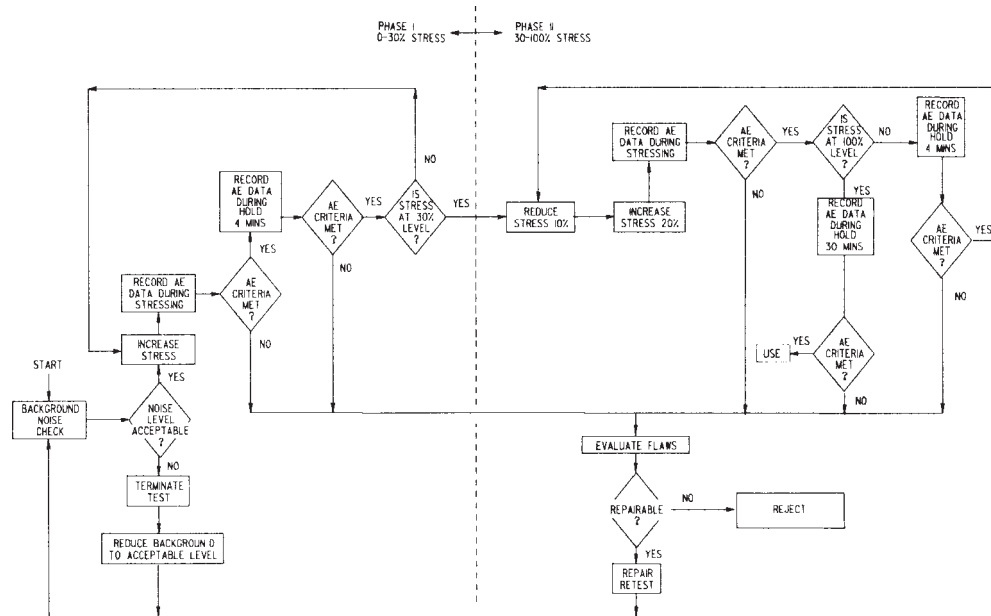 PHASE I
0-30% STRESS
PHASE II
30-100% STRESS
START
BACKGROUND
NOISE
CHECK
NOISE
LEVEL
ACCEPTABLE
?
YES
NO
TERMINATE
TEST
REDUCE BACKGROUND
TO ACCEPTABLE LEVEL
INCREASE
STRESS
RECORD AE
DATA DURING
STRESSING
AE
CRITERIA
MET
?
YES
NO
RECORD
AE DATA
DURING
HOLD
4 MINS
AE
CRITERIA
MET
?
YES
NO
IS
STRESS
AT 30%
LEVEL
?
NO
YES
REDUCE
STRESS 10%
INCREASE
STRESS 20%
RECORD AE
DATA DURING
STRESSING
AE
CRITERIA
MET
?
YES
NO
IS
STRESS
AT 100%
LEVEL
?
NO
YES
RECORD
AE DATA
DURING
HOLD
30 MINS
AE
CRITERIA
MET
?
YES
NO
USE
RECORD
AE DATA
DURING
HOLD
4 MINS
AE
CRITERIA
MET
?
YES
NO
EVALUATE FLAWS
REPAIRABLE
?
NO
REJECT
YES
REPAIR
RETEST